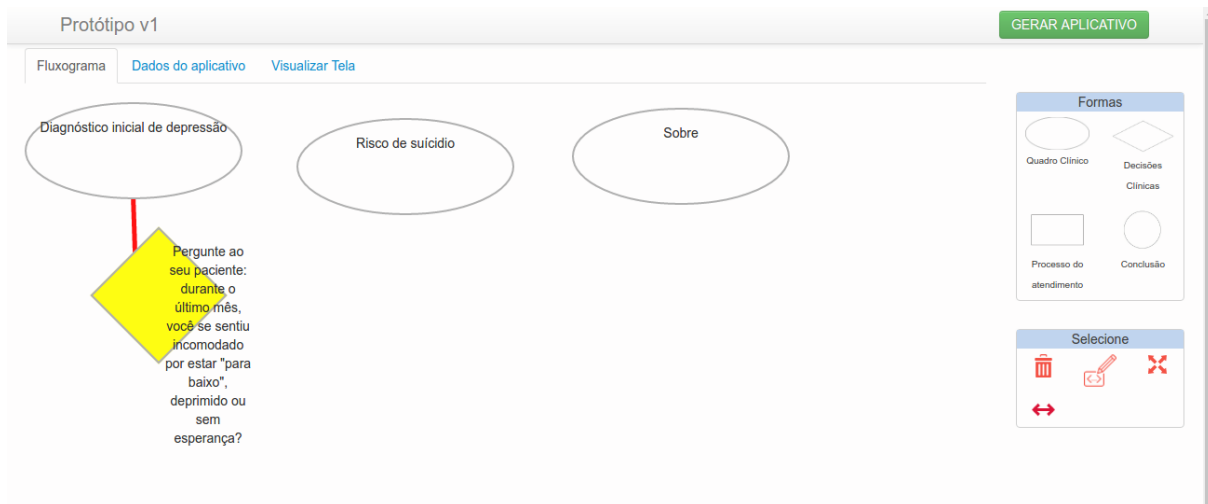 Protótipo v1
GERAR APLICATIVO
Fluxograma
Dados do aplicativo
Visualizar Tela
Diagnóstico inicial de depressão
Risco de suícidio
Sobre
Pergunte ao
seu paciente:
durante o
último mês,
você se sentiu
incomodado
por estar "para
baixo",
deprimido ou
sem
esperança?
Formas
Quadro Clínico
Decisões
Clínicas
Processo do
atendimento
Conclusão
Selecione